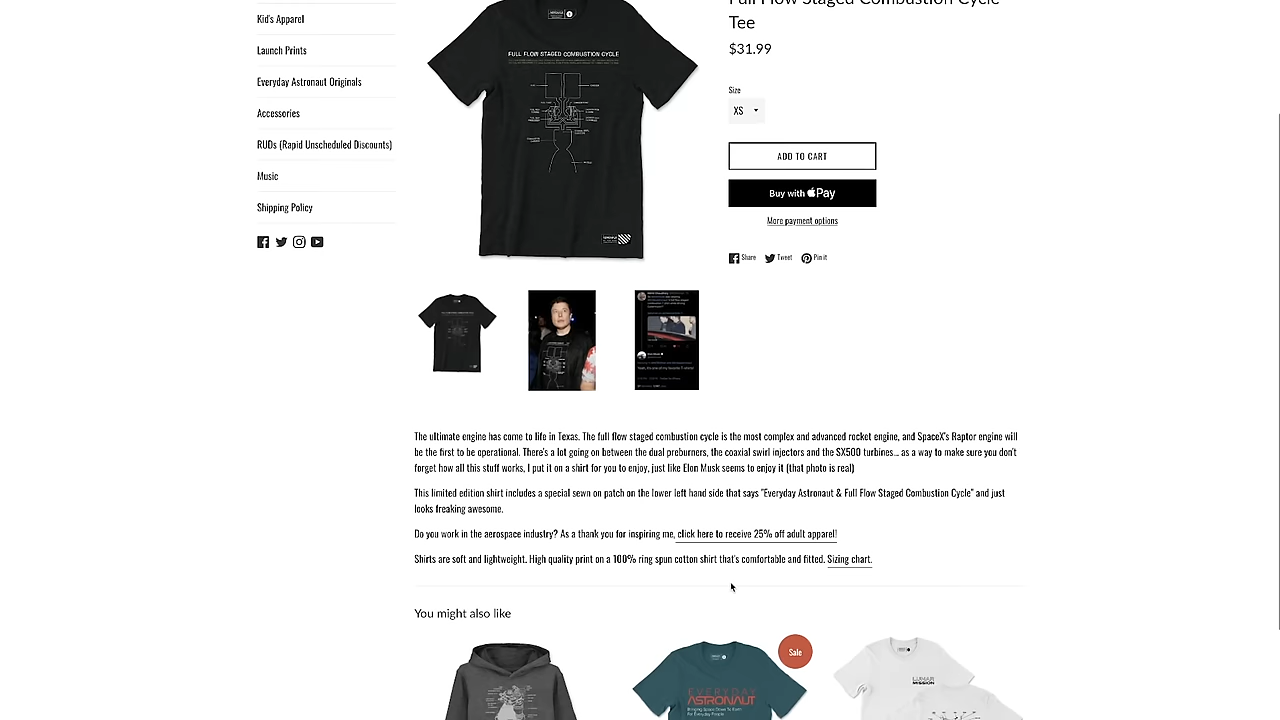 Kid's Apparel
Launch Prints
Everyday Astronaut Originals
Accessories
RUDs (Rapid Unscheduled Discounts)
Music
Shipping Policy
FULL FLOW STAGED COMBUSTION CYCLE
Full Flow Staged Combustion Cycle
Tee
$31.99
Size
XS
ADD TO CART
Buy with Pay
More payment options
Share Tweet Pin it
The ultimate engine has come to life in Texas. The full flow staged combustion cycle is the most complex and advanced rocket engine, and SpaceX's Raptor engine will
be the first to be operational. There's a lot going on between the dual preburners, the coaxial swirl injectors and the SX500 turbines... as a way to make sure you don't
forget how all this stuff works, I put it on a shirt for you to enjoy, just like Elon Musk seems to enjoy it (that photo is real)
This limited edition shirt includes a special sewn on patch on the lower left hand side that says "Everyday Astronaut & Full Flow Staged Combustion Cycle" and just
looks freaking awesome.
Do you work in the aerospace industry? As a thank you for inspiring me, click here to receive 25% off adult apparel!
Shirts are soft and lightweight. High quality print on a 100% ring spun cotton shirt that's comfortable and fitted. Sizing chart.
You might also like
Sale
EVERYDAY
ASTRONAUT
Bringing Space Down To Earth
For Everyday People
LUNAR
MISSION